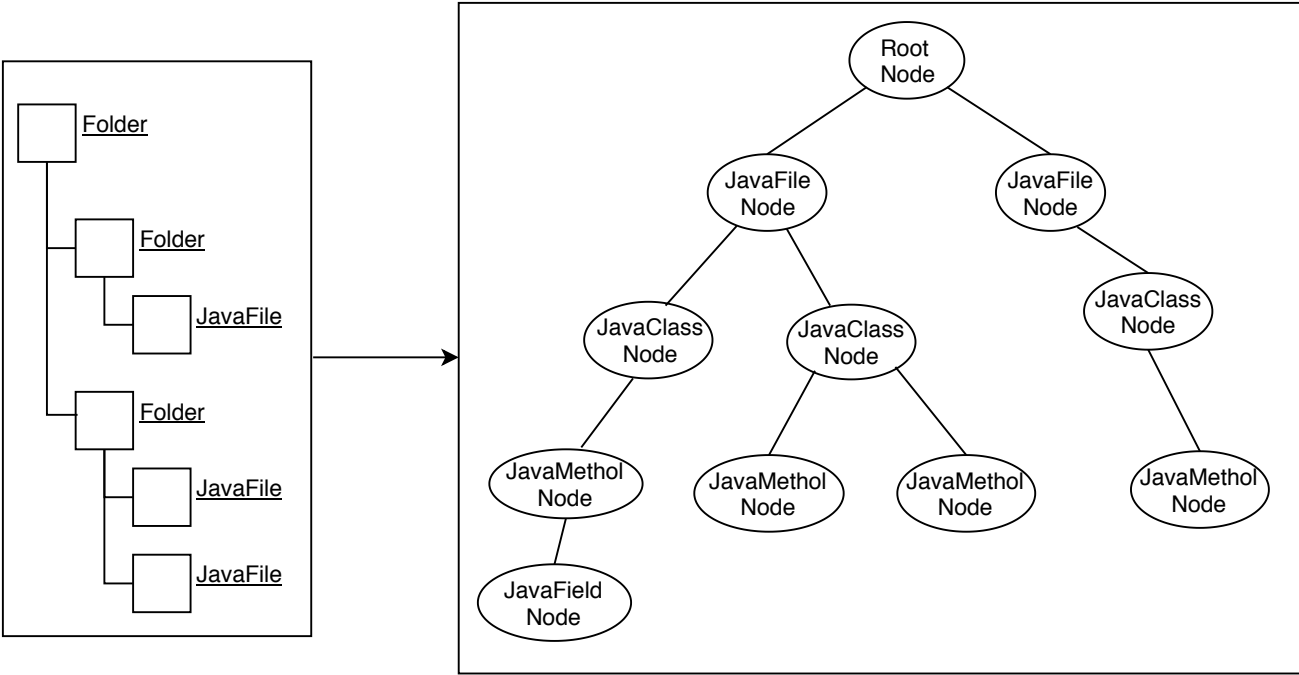 Folder
Folder
JavaFile
Folder
JavaFile
JavaFile
Root
Node
JavaFile
Node
JavaFile
Node
JavaClass
Node
JavaClass
Node
JavaClass
Node
JavaMethol
Node
JavaMethol
Node
JavaMethol
Node
JavaMethol
Node
JavaField
Node